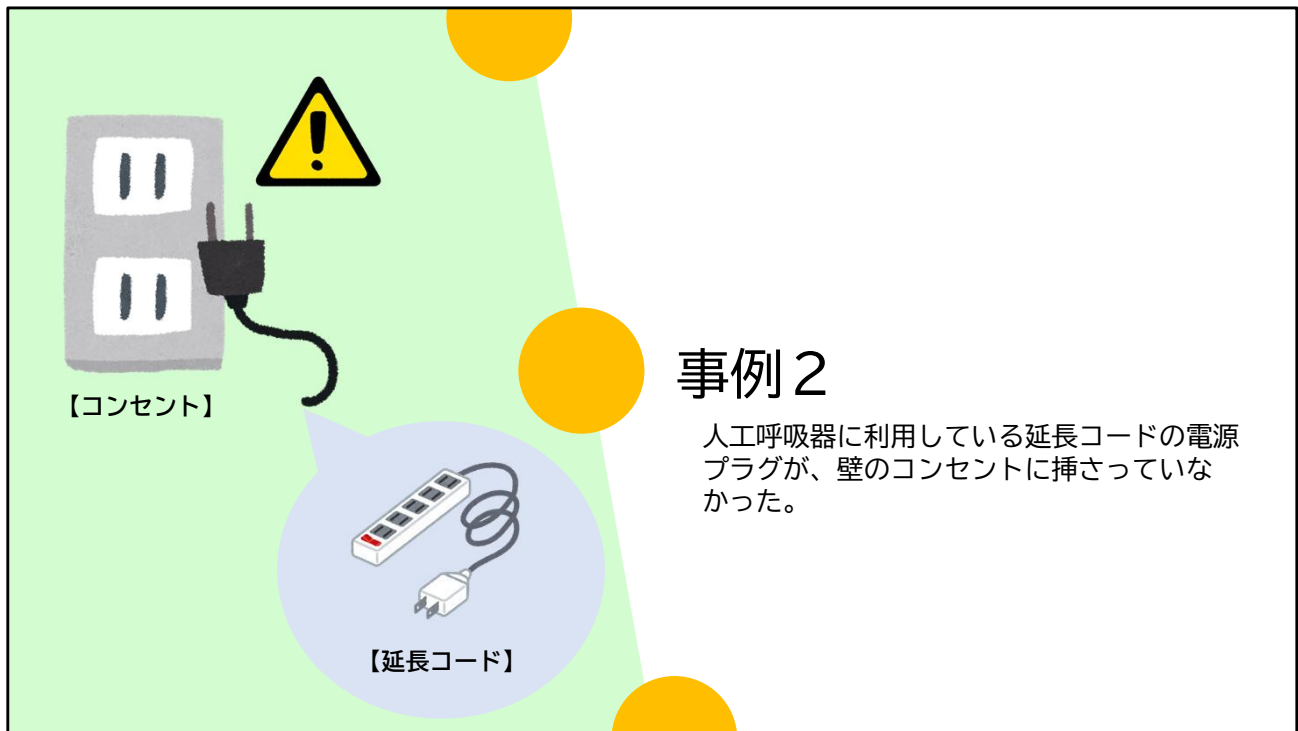 【コンセント】
【延長コード】
事例２
人工呼吸器に利用している延長コードの電源
プラグが、壁のコンセントに挿さっていな
かった。